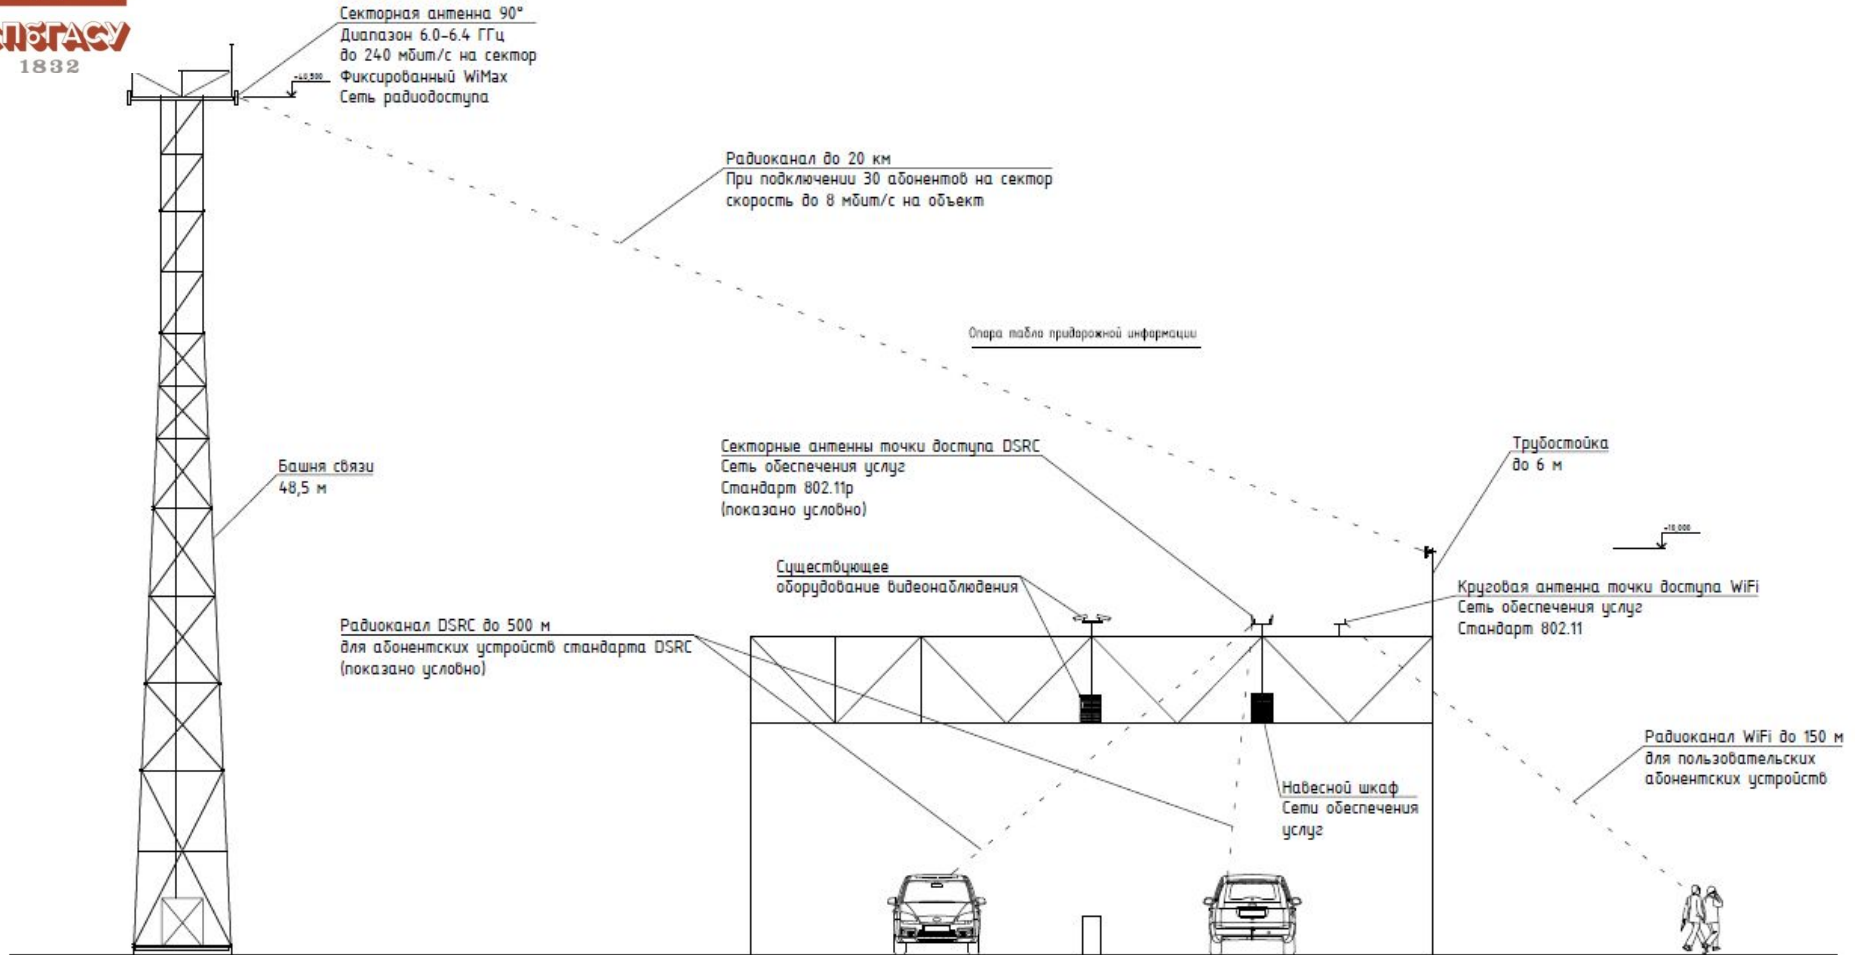 СПбГАСУ
1832
Секторная антенна 90°
Диапазон 6.0-6.4 ГГц
до 240 мбит/с на сектор
Фиксированный WiMax
Сеть радиодоступа
Радиоканал до 20 км
При подключении 30 абонентов на сектор
скорость до 8 мбит/с на объект
Опора табло придорожной информации
Башня связи
48,5 м
Секторные антенны точки доступа DSRC
Сеть обеспечения услуг
Стандарт 802.11p
(показано условно)
Трубостойка
до 6 м
+10,000
Существующее
оборудование видеонаблюдения
Круговая антенна точки доступа WiFi
Сеть обеспечения услуг
Стандарт 802.11
Радиоканал DSRC до 500 м
для абонентских устройств стандарта DSRC
(показано условно)
Радиоканал WiFi до 150 м
для пользовательских
абонентских устройств
Навесной шкаф
Сети обеспечения
услуг